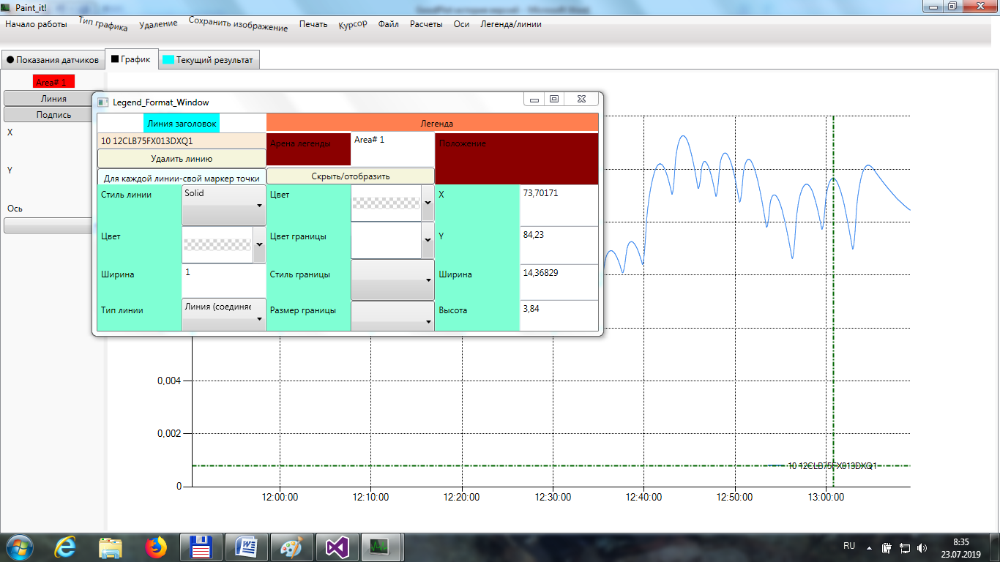 Paint_it!
Начало работы Тип графика Удаление Сохранить изображение Печать Курсор Файл Расчеты Оси Легенда/линии
Показания датчиков График Текущий результат
Area# 1
Линия
Подпись
X
Y
Ось
Legend_Format_Window
Линия заголовок Легенда
10 12CLB75FX013DXQ1 Арена легенды Area# 1 Положение
Удалить линию
Для каждой линии-свой маркер точки Скрыть/отобразить
Стиль линии Solid Цвет X 73,70171
Цвет Цвет границы Y 84,23
Ширина 1 Стиль границы Ширина 14,36829
Тип линии Линия (соединяе Размер границы Высота 3,84
0,004
0,002
10 12CLB75FX013DXQ1
0
12:00:00 12:10:00 12:20:00 12:30:00 12:40:00 12:50:00 13:00:00
RU
8:35
23.07.2019